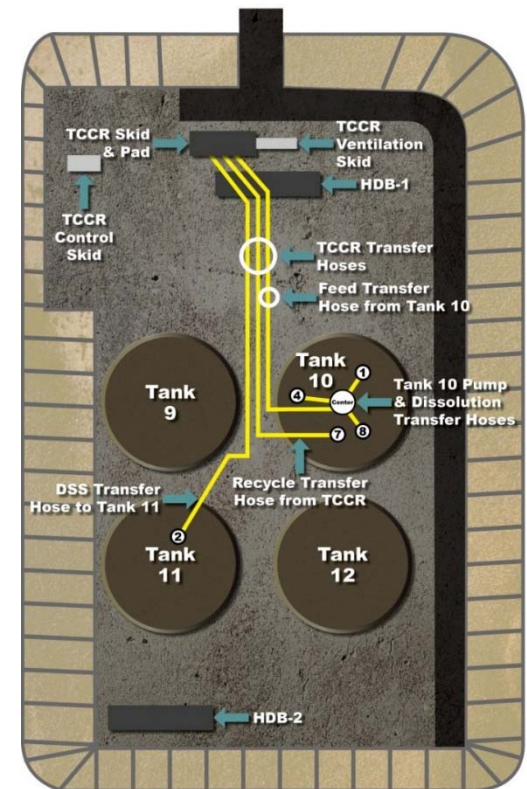 TCCR Skid
& Pad
TCCR
Ventilation
Skid
HDB-1
TCCR
Control
Skid
TCCR Transfer
Hoses
Feed Transfer
Hose from Tank 10
Tank
9
Tank
10
1
4
Center
7
8
Tank 10 Pump
& Dissolution
Transfer Hoses
DSS Transfer
Hose to Tank 11
Recycle Transfer
Hose from TCCR
2
Tank
11
Tank
12
HDB-2